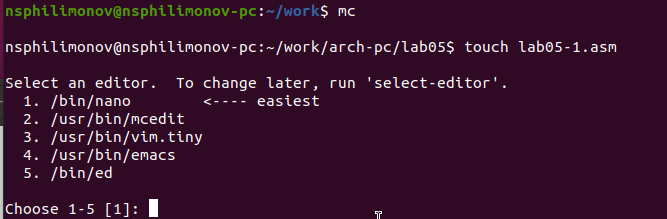 nsphilimonov@nsphilimonov-pc:~/work$ mc
nsphilimonov@nsphilimonov-pc:~/work/arch-pc/lab05$ touch lab05-1.asm
Select an editor.  To change later, run 'select-editor'.
  1. /bin/nano        <---- easiest
  2. /usr/bin/mcedit
  3. /usr/bin/vim.tiny
  4. /usr/bin/emacs
  5. /bin/ed
Choose 1-5 [1]: